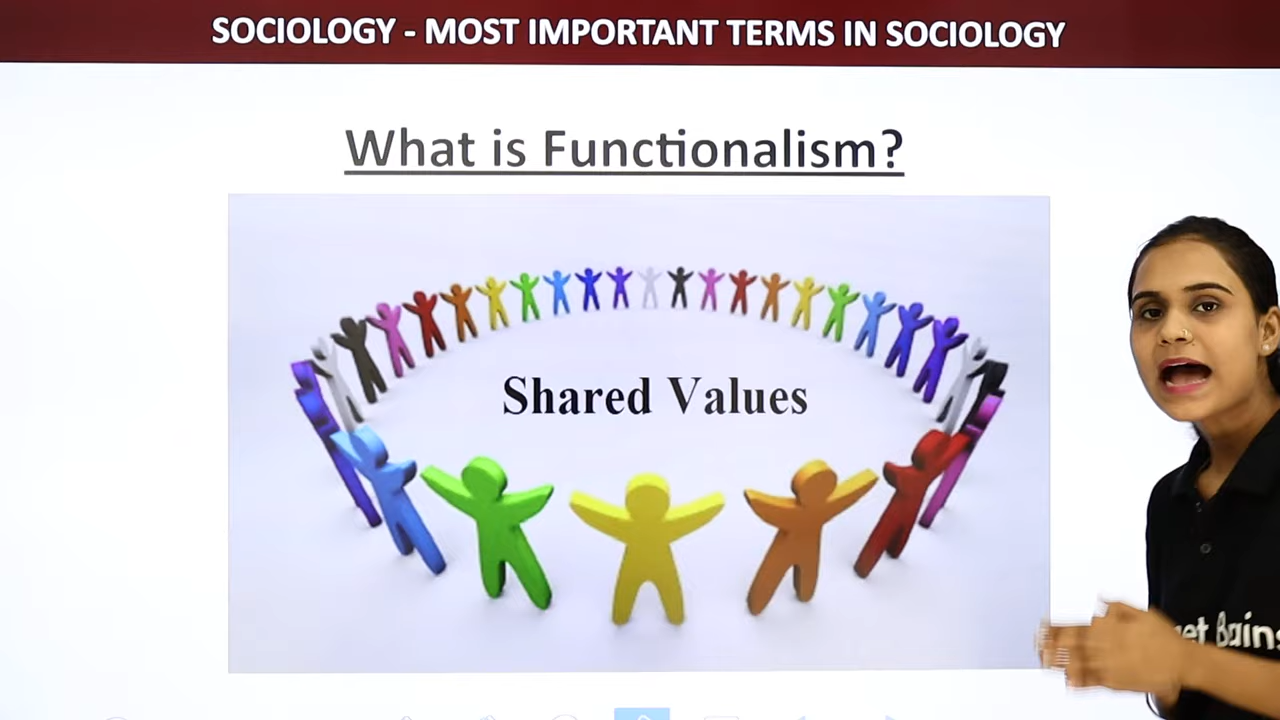 SOCIOLOGY - MOST IMPORTANT TERMS IN SOCIOLOGY
What is Functionalism?
Shared Values